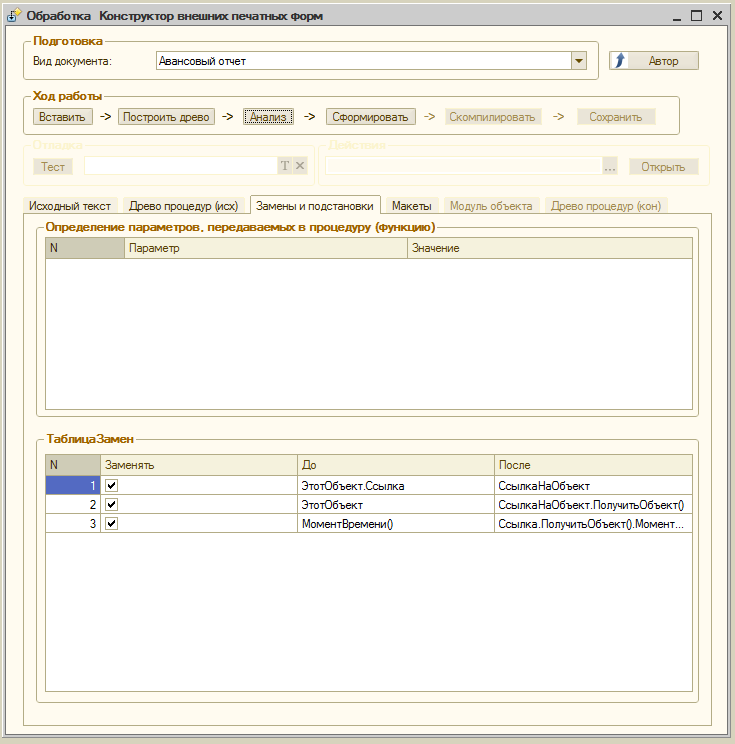 Обработка Конструктор внешних печатных форм
Подготовка
Вид документа: Авансовый отчет Автор
Ход работы
Вставить -> Построить древо -> Анализ -> Сформировать -> Скомпилировать -> Сохранить
Отладка Действия
Тест T ... Открыть
Исходный текст Древо процедур (исх) Замены и подстановки Макеты Модуль объекта Древо процедур (кон)
Определение параметров, передаваемых в процедуру (функцию)
N Параметр Значение
ТаблицаЗамен
N Заменять До После
1 ЭтотОбъект.Ссылка СсылкаНаОбъект
2 ЭтотОбъект СсылкаНаОбъект.ПолучитьОбъект()
3 МоментВремени() Ссылка.ПолучитьОбъект().Момент...